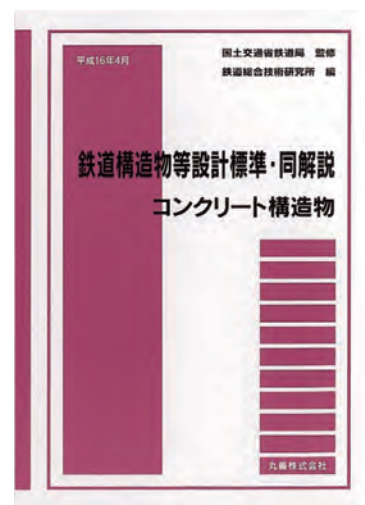 平成16年4月
国土交通省鉄道局 監修
鉄道総合技術研究所 編
鉄道構造物等設計標準・同解説
コンクリート構造物
丸善株式会社